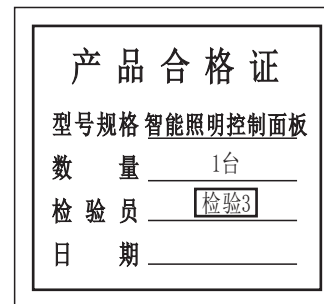 产品合格证
型号规格 智能照明控制面板
数量 1台
检验员 检验3
日期